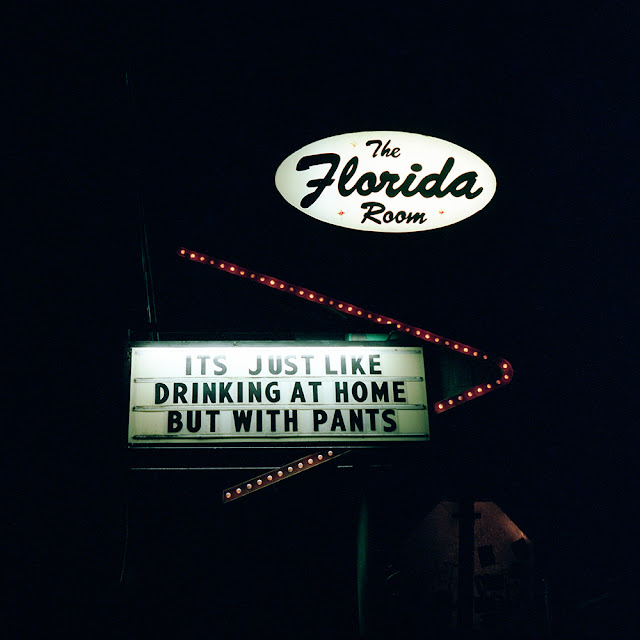 The
Florida
Room
ITS JUST LIKE
DRINKING AT HOME
BUT WITH PANTS